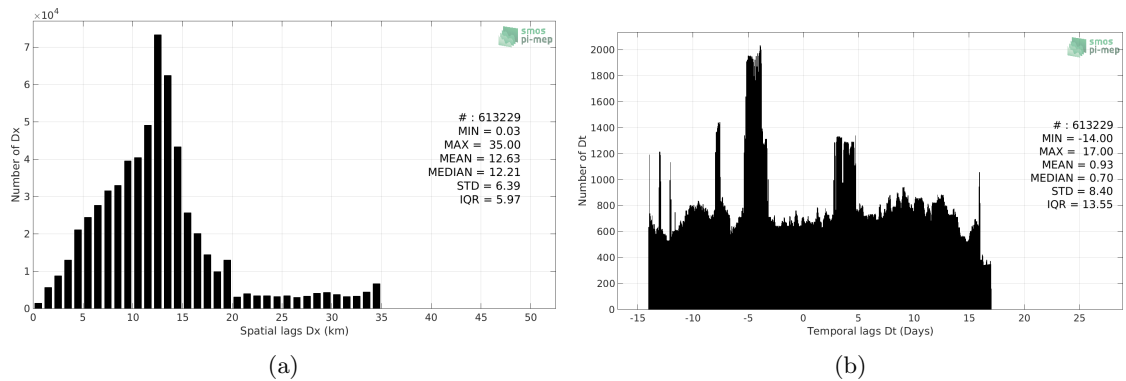 ×10⁴
7
6
5
4
3
2
1
0
Number of Dx
0 5 10 15 20 25 30 35 40 45 50
Spatial lags Dx (km)
smos
pi-mep
# : 613229
MIN = 0.03
MAX = 35.00
MEAN = 12.63
MEDIAN = 12.21
STD = 6.39
IQR = 5.97
(a)
2000
1800
1600
1400
1200
1000
800
600
400
200
0
Number of Dt
-15 -10 -5 0 5 10 15 20 25
Temporal lags Dt (Days)
smos
pi-mep
# : 613229
MIN = -14.00
MAX = 17.00
MEAN = 0.93
MEDIAN = 0.70
STD = 8.40
IQR = 13.55
(b)